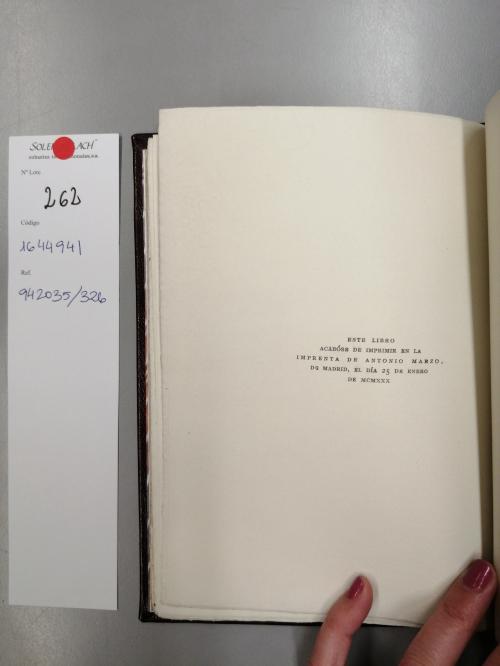 Nº Lote
262
Código
1644941
Ref.
942035/326
ESTE LIBRO
ACABÓSE DE IMPRIMIR EN LA
IMPRENTA DE ANTONIO MARZO,
DE MADRID, EL DÍA 25 DE ENERO
DE MCMXXX